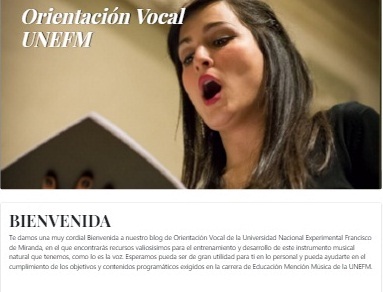 Orientación Vocal
UNEFM
BIENVENIDA
Te damos una muy cordial Bienvenida a nuestro blog de Orientación Vocal de la Universidad Nacional Experimental Francisco
de Miranda, en el que encontrarás recursos valiosisimos para el entrenamiento y desarrollo de este instrumento musical
natural que tenemos, como lo es la voz. Esperamos pueda ser de gran utilidad para ti en lo personal y pueda ayudarte en el
cumplimiento de los objetivos y contenidos programáticos exigidos en la carrera de Educación Mención Música de la UNEFM.